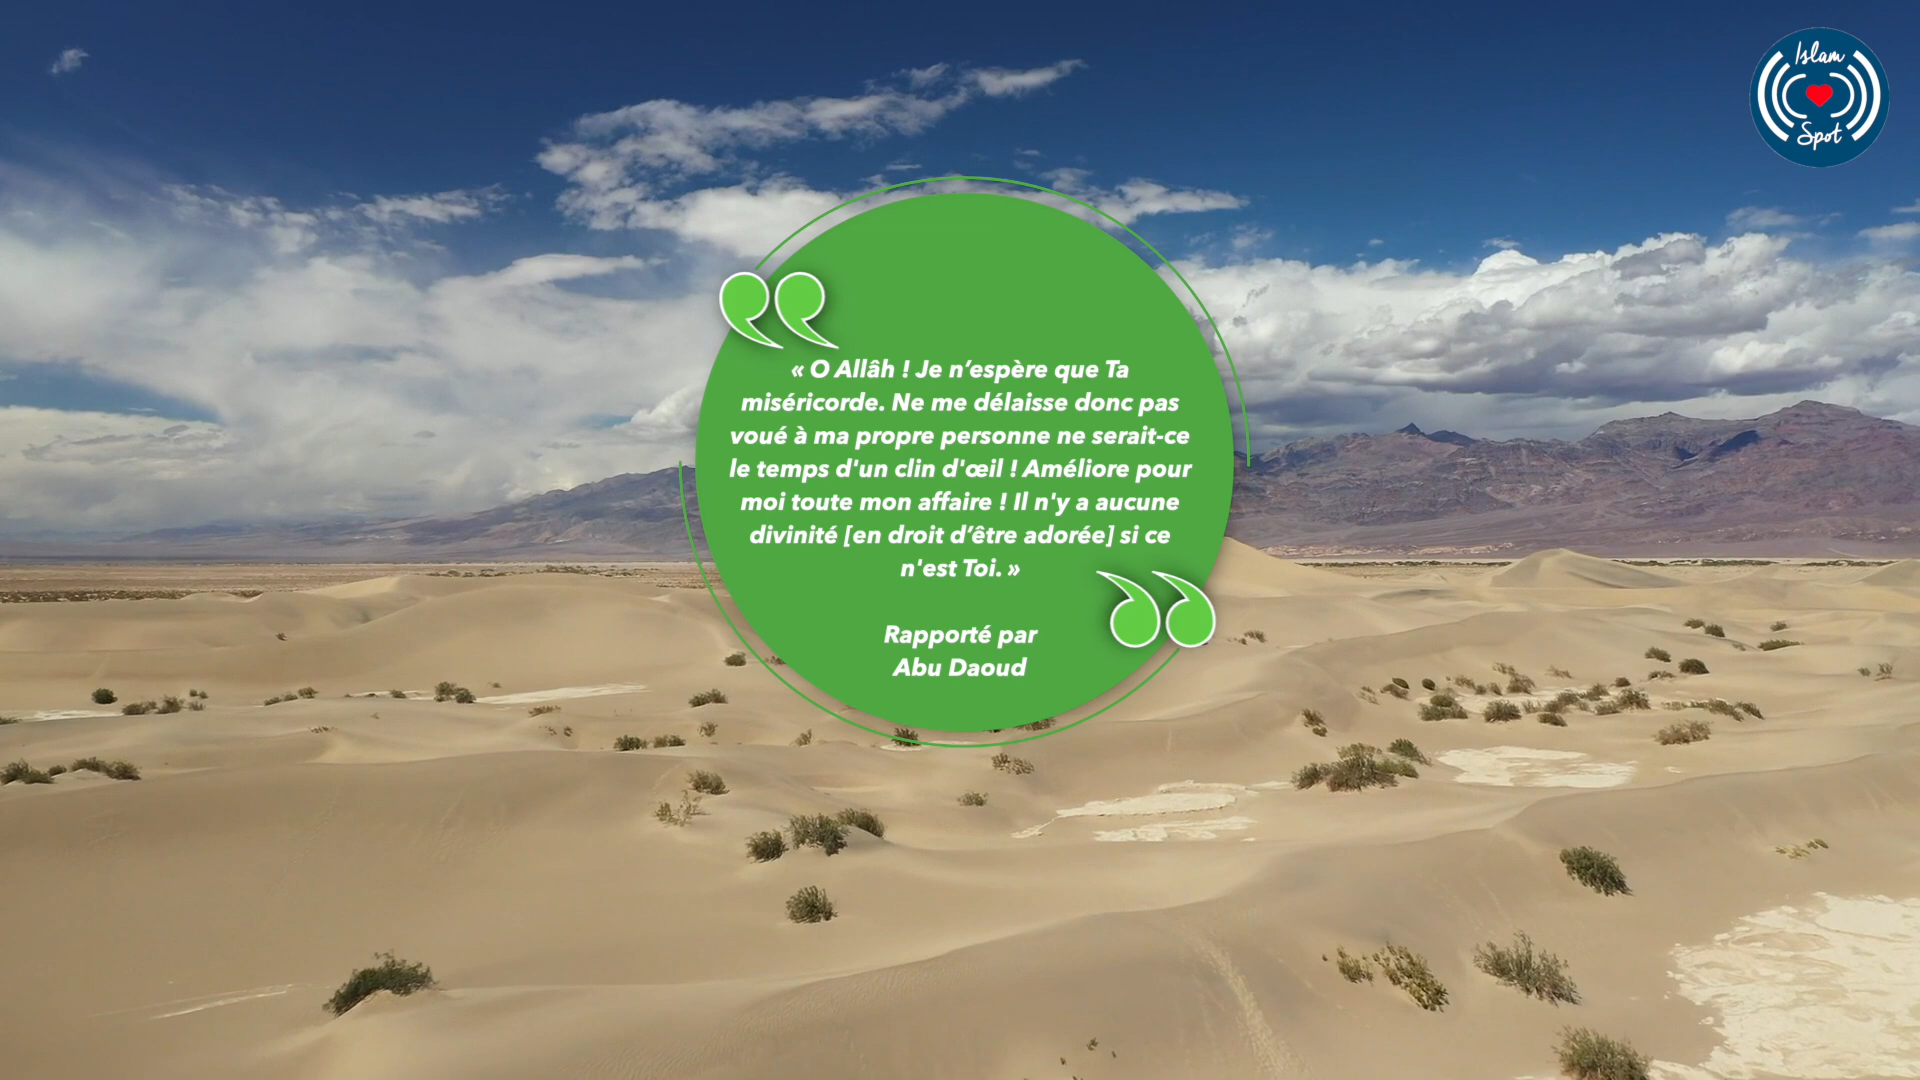 Islam
Spot
« O Allâh ! Je n’espère que Ta
miséricorde. Ne me délaisse donc pas
voué à ma propre personne ne serait-ce
le temps d'un clin d'œil ! Améliore pour
moi toute mon affaire ! Il n'y a aucune
divinité [en droit d’être adorée] si ce
n'est Toi. »
Rapporté par
Abu Daoud